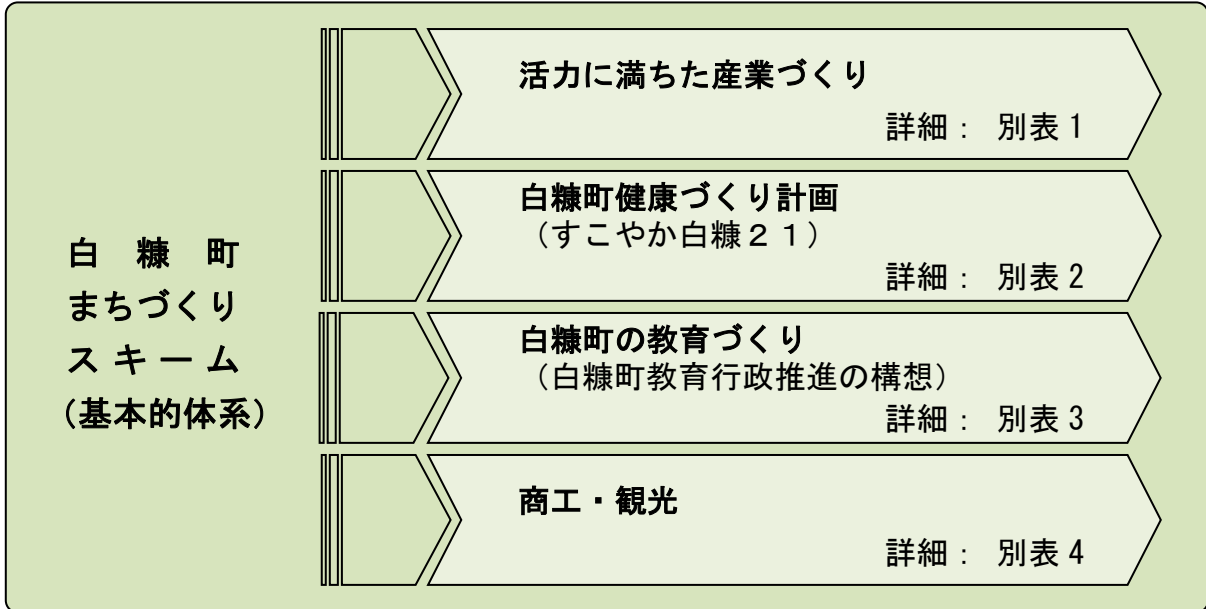 白糠町
まちづくり
スキーム
（基本的体系）
活力に満ちた産業づくり
詳細： 別表1
白糠町健康づくり計画
（すこやか白糠２１）
詳細： 別表2
白糠町の教育づくり
（白糠町教育行政推進の構想）
詳細： 別表3
商工・観光
詳細： 別表4